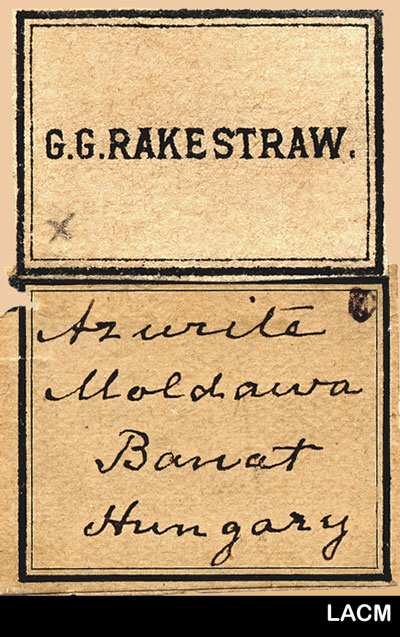 G.G.RAKESTRAW.
x
Azurite
Moldawa
Banat
Hungary
LACM